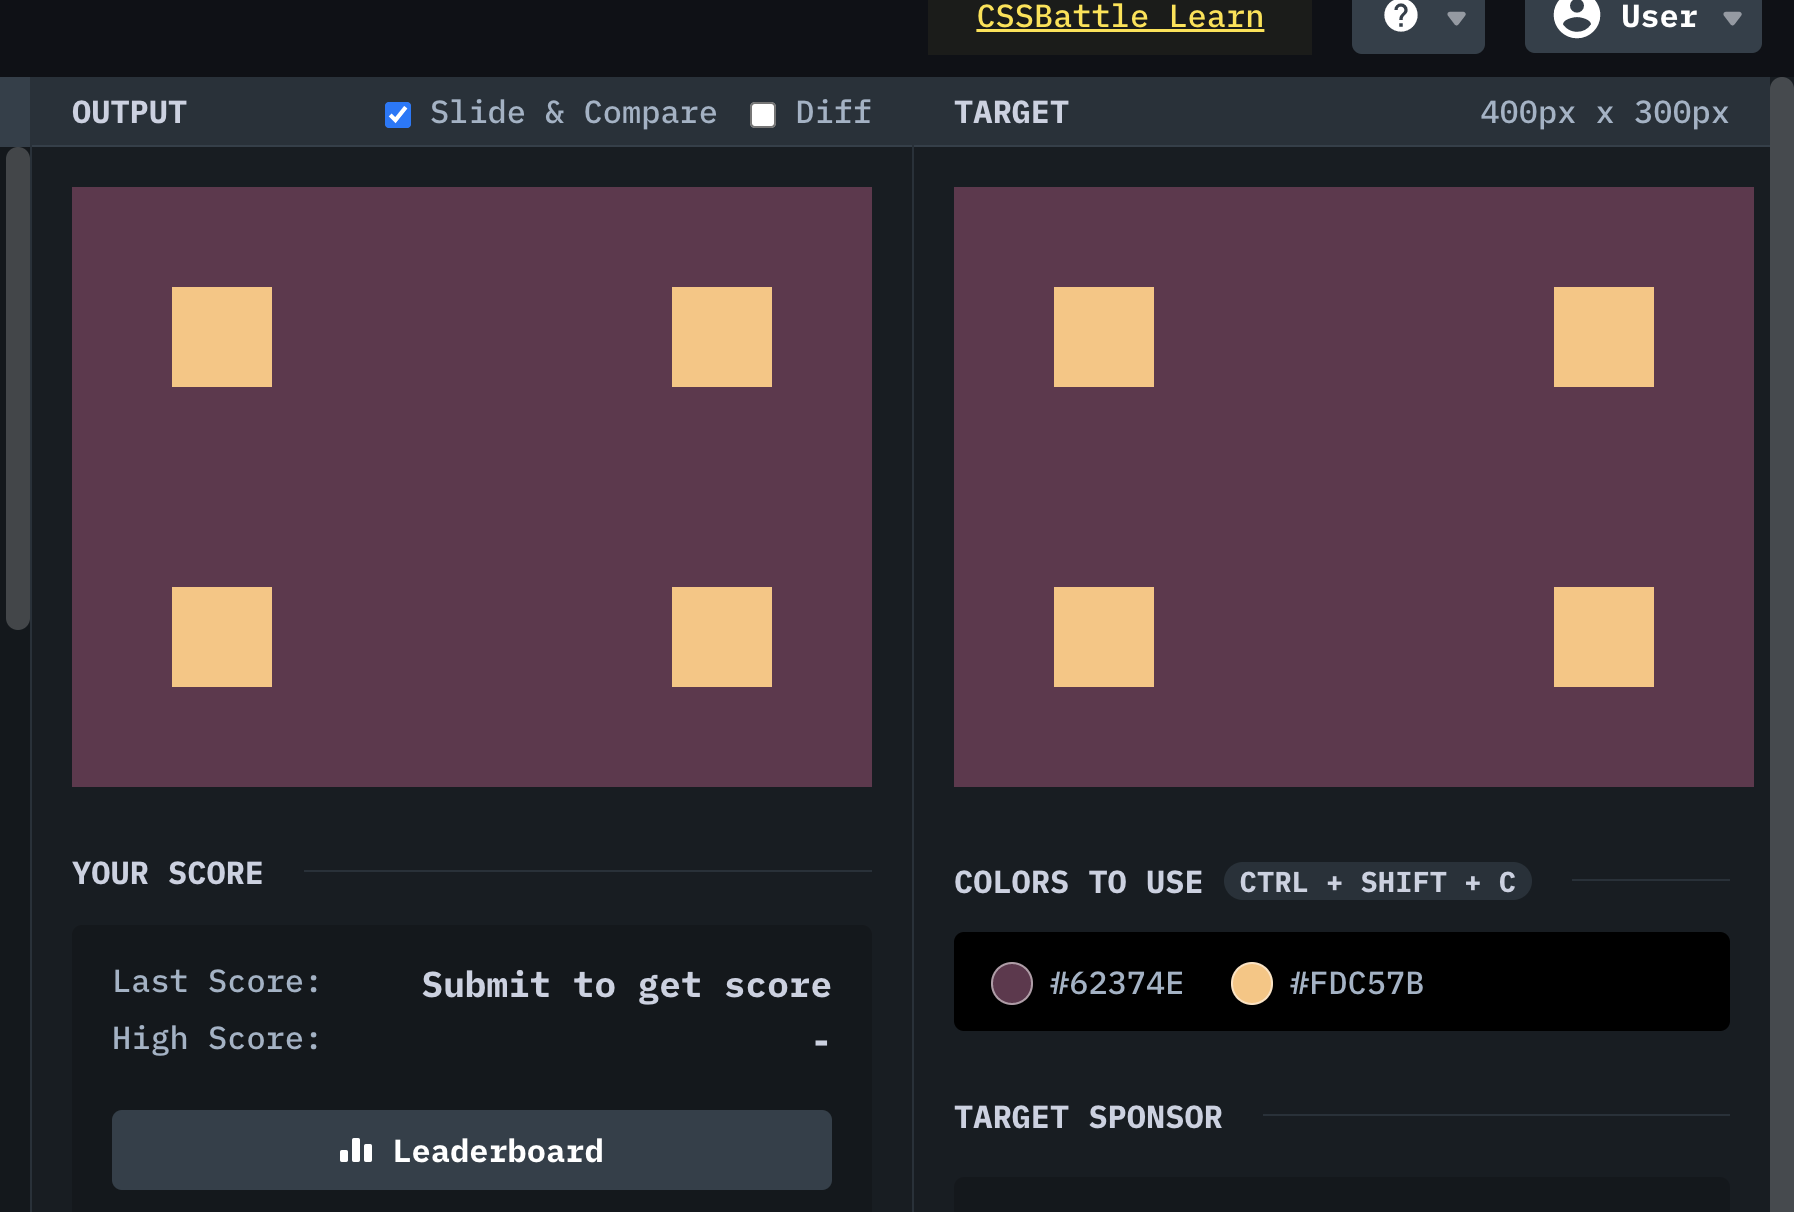 CSSBattle Learn
User
OUTPUT
Slide & Compare
Diff
TARGET
400px x 300px
YOUR SCORE
Last Score:
Submit to get score
High Score:
-
Leaderboard
COLORS TO USE
CTRL + SHIFT + C
#62374E
#FDC57B
TARGET SPONSOR